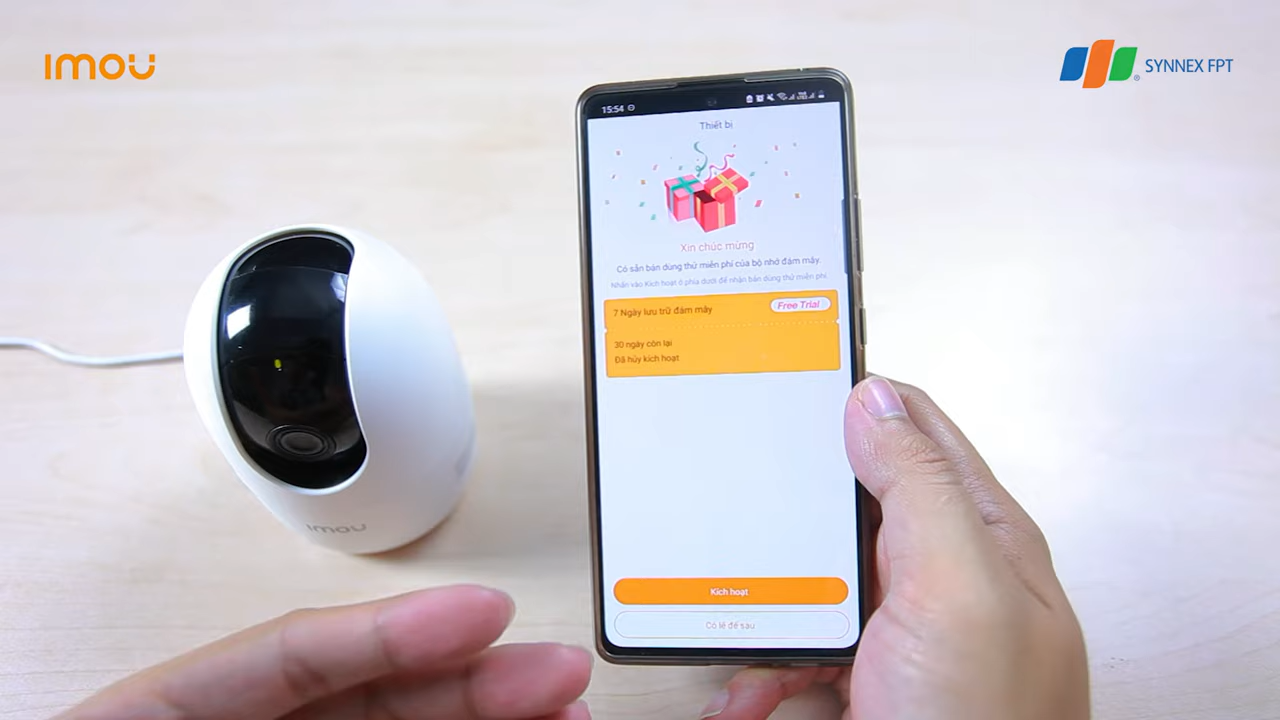 imou
SYNNEX FPT
15:54
Thiết bị
Xin chúc mừng
Có sẵn bản dùng thử miễn phí của bộ nhớ đám mây.
Nhấn vào Kích hoạt ở phía dưới để nhận bản dùng thử miễn phí
7 Ngày lưu trữ đám mây
Free Trial
30 ngày còn lại
Đã hủy kích hoạt
Kích hoạt
Có lẽ để sau
imou